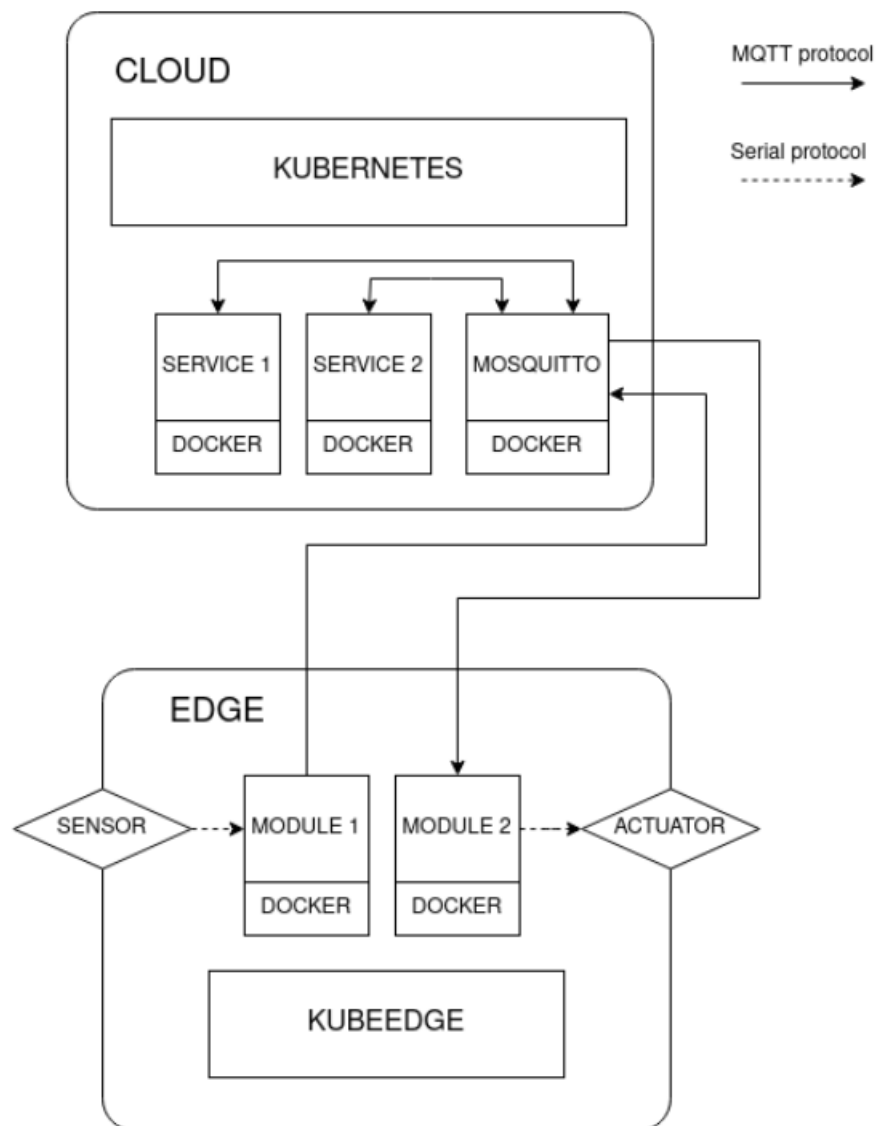 CLOUD
MQTT protocol
KUBERNETES
Serial protocol
SERVICE 1
SERVICE 2
MOSQUITTO
DOCKER
DOCKER
DOCKER
EDGE
SENSOR
MODULE 1
MODULE 2
ACTUATOR
DOCKER
DOCKER
KUBEEDGE